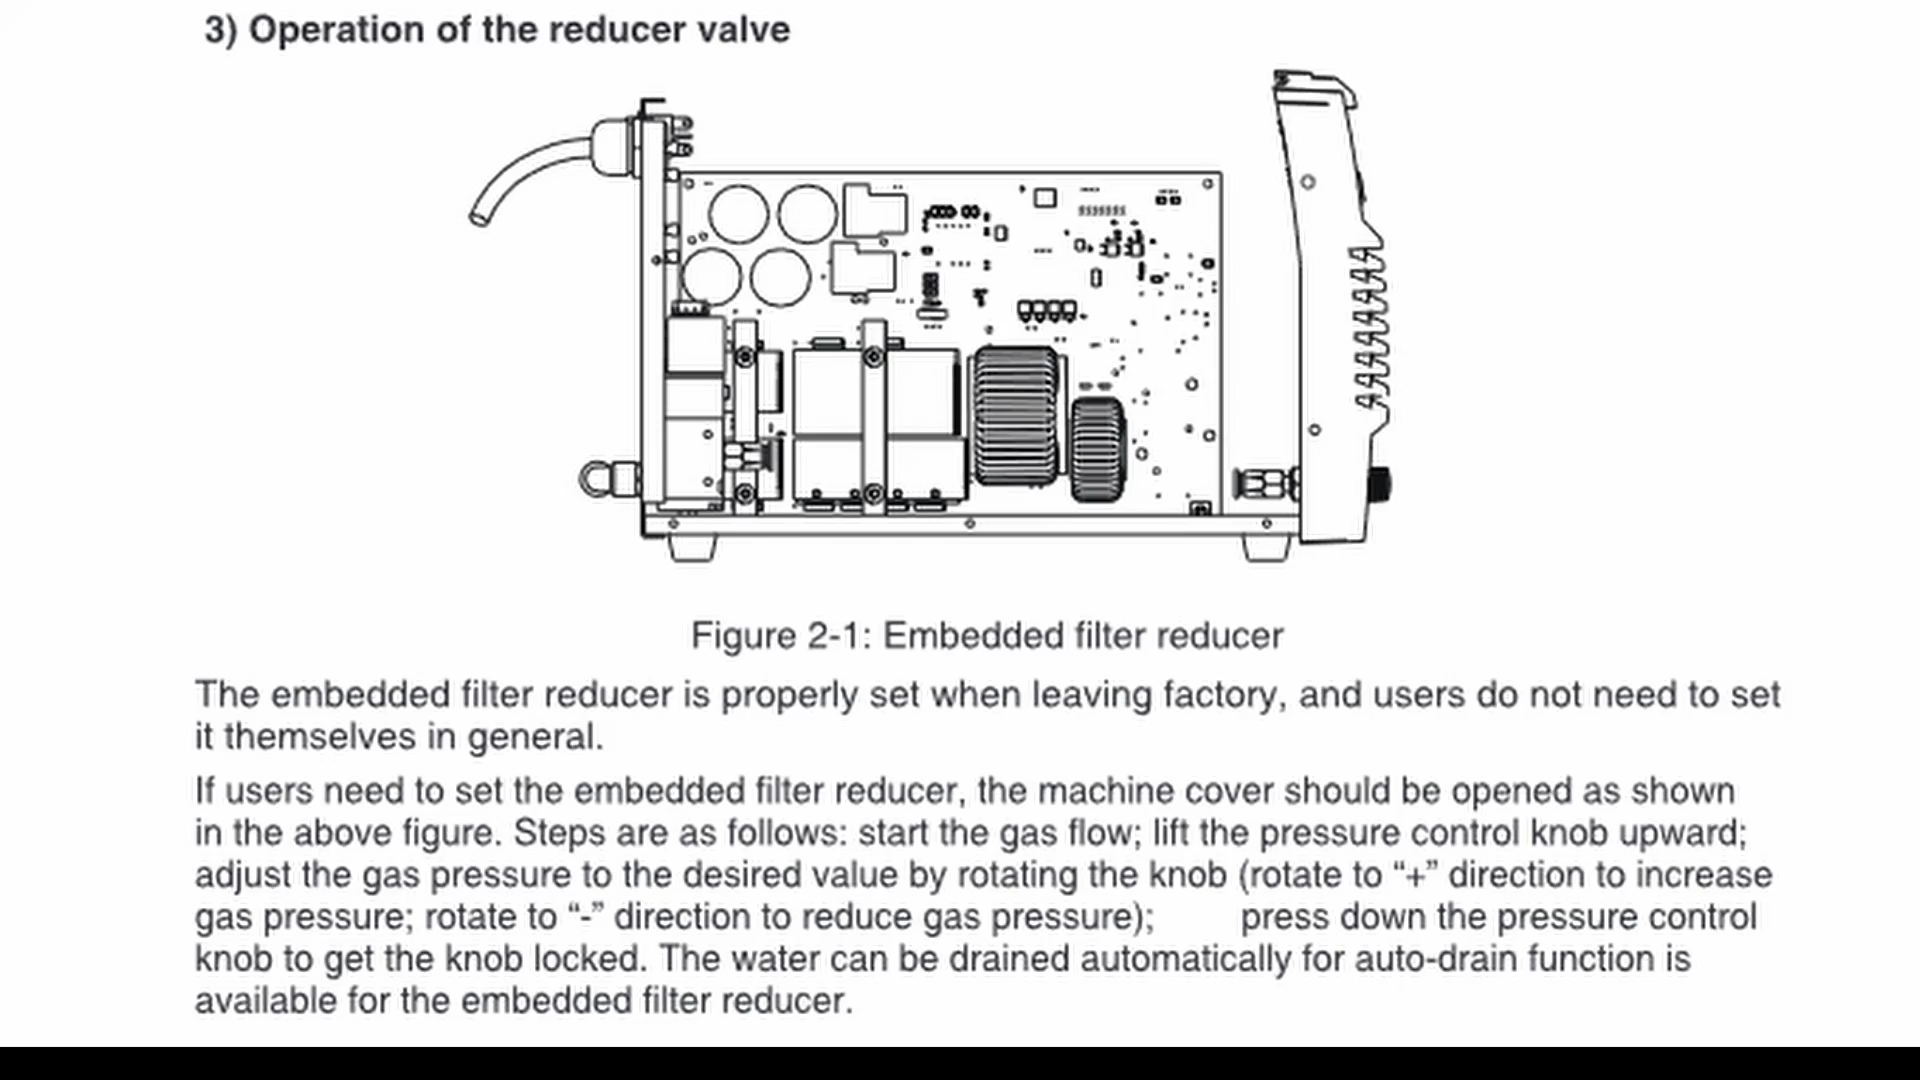 3) Operation of the reducer valve
Figure 2-1: Embedded filter reducer
The embedded filter reducer is properly set when leaving factory, and users do not need to set
it themselves in general.
If users need to set the embedded filter reducer, the machine cover should be opened as shown
in the above figure. Steps are as follows: start the gas flow; lift the pressure control knob upward;
adjust the gas pressure to the desired value by rotating the knob (rotate to “+” direction to increase
gas pressure; rotate to “-” direction to reduce gas pressure); press down the pressure control
knob to get the knob locked. The water can be drained automatically for auto-drain function is
available for the embedded filter reducer.